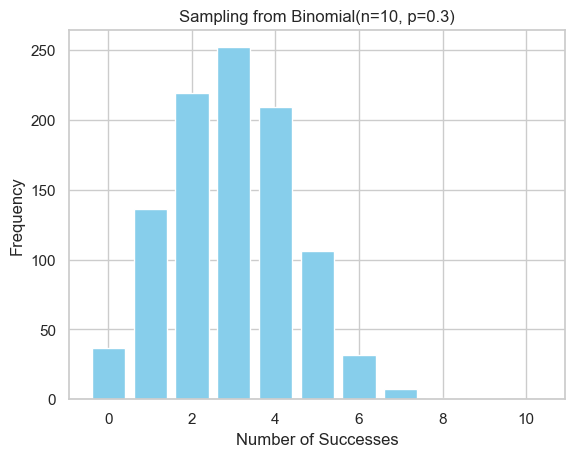 Sampling from Binomial(n=10, p=0.3)
250
200
150
100
50
0
Frequency
0 2 4 6 8 10
Number of Successes